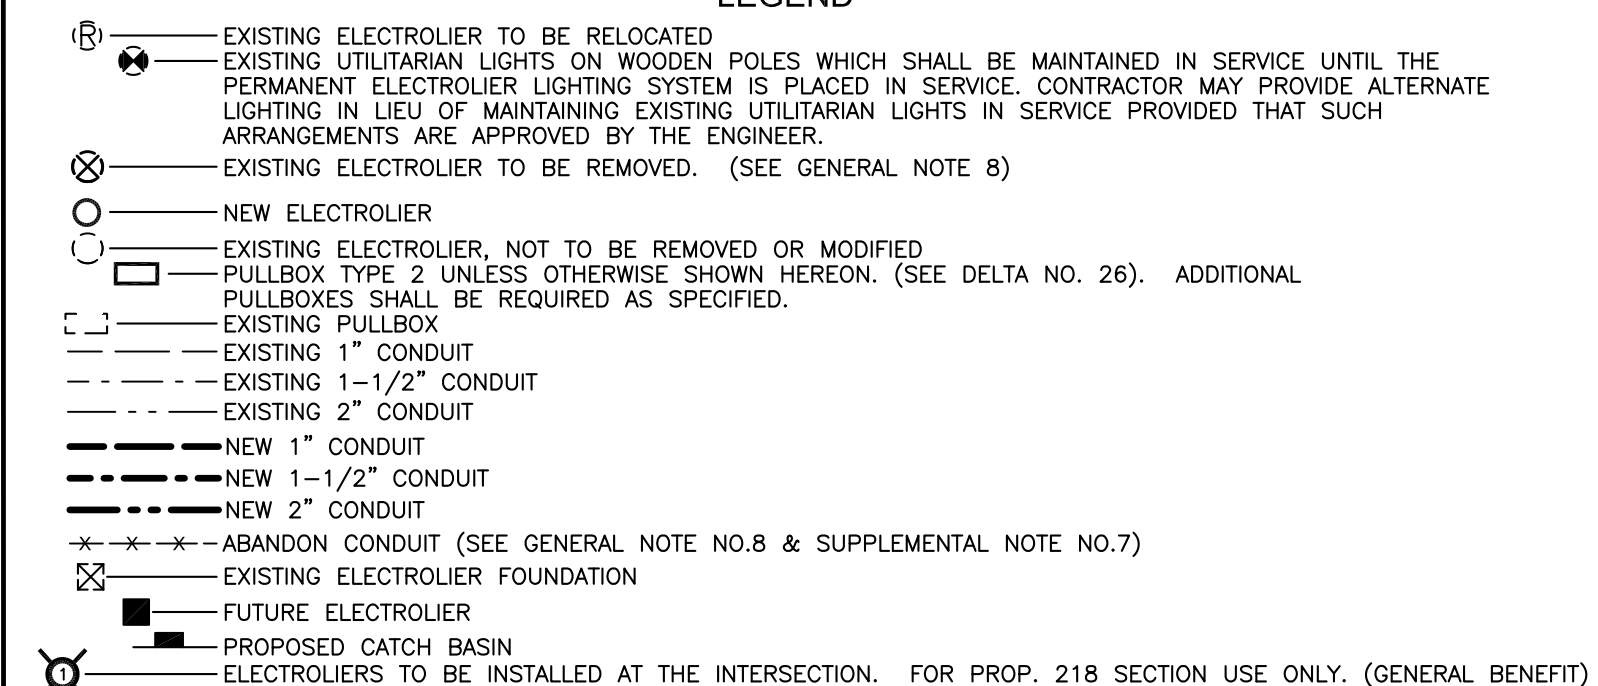 LEGEND
(R) EXISTING ELECTROLIER TO BE RELOCATED
EXISTING UTILITARIAN LIGHTS ON WOODEN POLES WHICH SHALL BE MAINTAINED IN SERVICE UNTIL THE
PERMANENT ELECTROLIER LIGHTING SYSTEM IS PLACED IN SERVICE. CONTRACTOR MAY PROVIDE ALTERNATE
LIGHTING IN LIEU OF MAINTAINING EXISTING UTILITARIAN LIGHTS IN SERVICE PROVIDED THAT SUCH
ARRANGEMENTS ARE APPROVED BY THE ENGINEER.
EXISTING ELECTROLIER TO BE REMOVED. (SEE GENERAL NOTE 8)
NEW ELECTROLIER
EXISTING ELECTROLIER, NOT TO BE REMOVED OR MODIFIED
PULLBOX TYPE 2 UNLESS OTHERWISE SHOWN HEREON. (SEE DELTA NO. 26). ADDITIONAL
PULLBOXES SHALL BE REQUIRED AS SPECIFIED.
EXISTING PULLBOX
EXISTING 1" CONDUIT
EXISTING 1-1/2" CONDUIT
EXISTING 2" CONDUIT
NEW 1" CONDUIT
NEW 1-1/2" CONDUIT
NEW 2" CONDUIT
ABANDON CONDUIT (SEE GENERAL NOTE NO.8 & SUPPLEMENTAL NOTE NO.7)
EXISTING ELECTROLIER FOUNDATION
FUTURE ELECTROLIER
PROPOSED CATCH BASIN
1 ELECTROLIERS TO BE INSTALLED AT THE INTERSECTION. FOR PROP. 218 SECTION USE ONLY. (GENERAL BENEFIT)